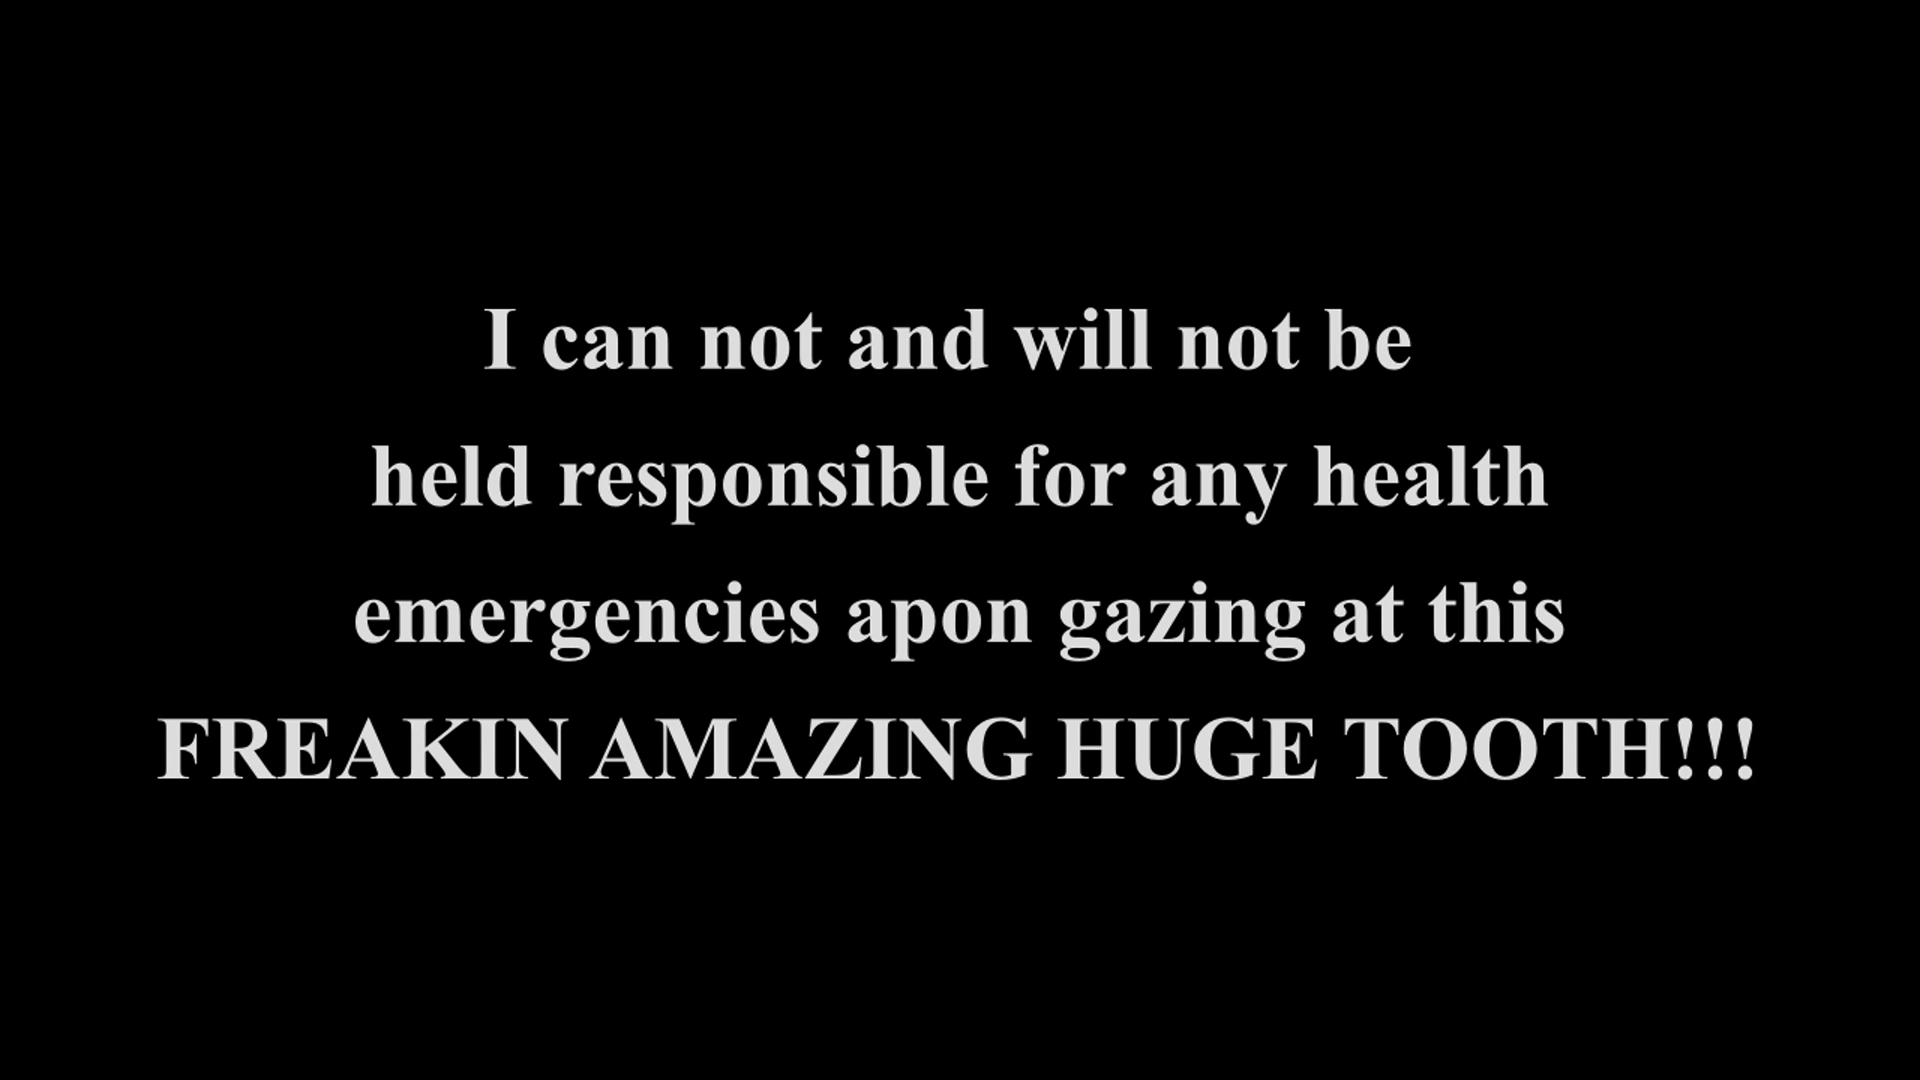 I can not and will not be
held responsible for any health
emergencies apon gazing at this
FREAKIN AMAZING HUGE TOOTH!!!